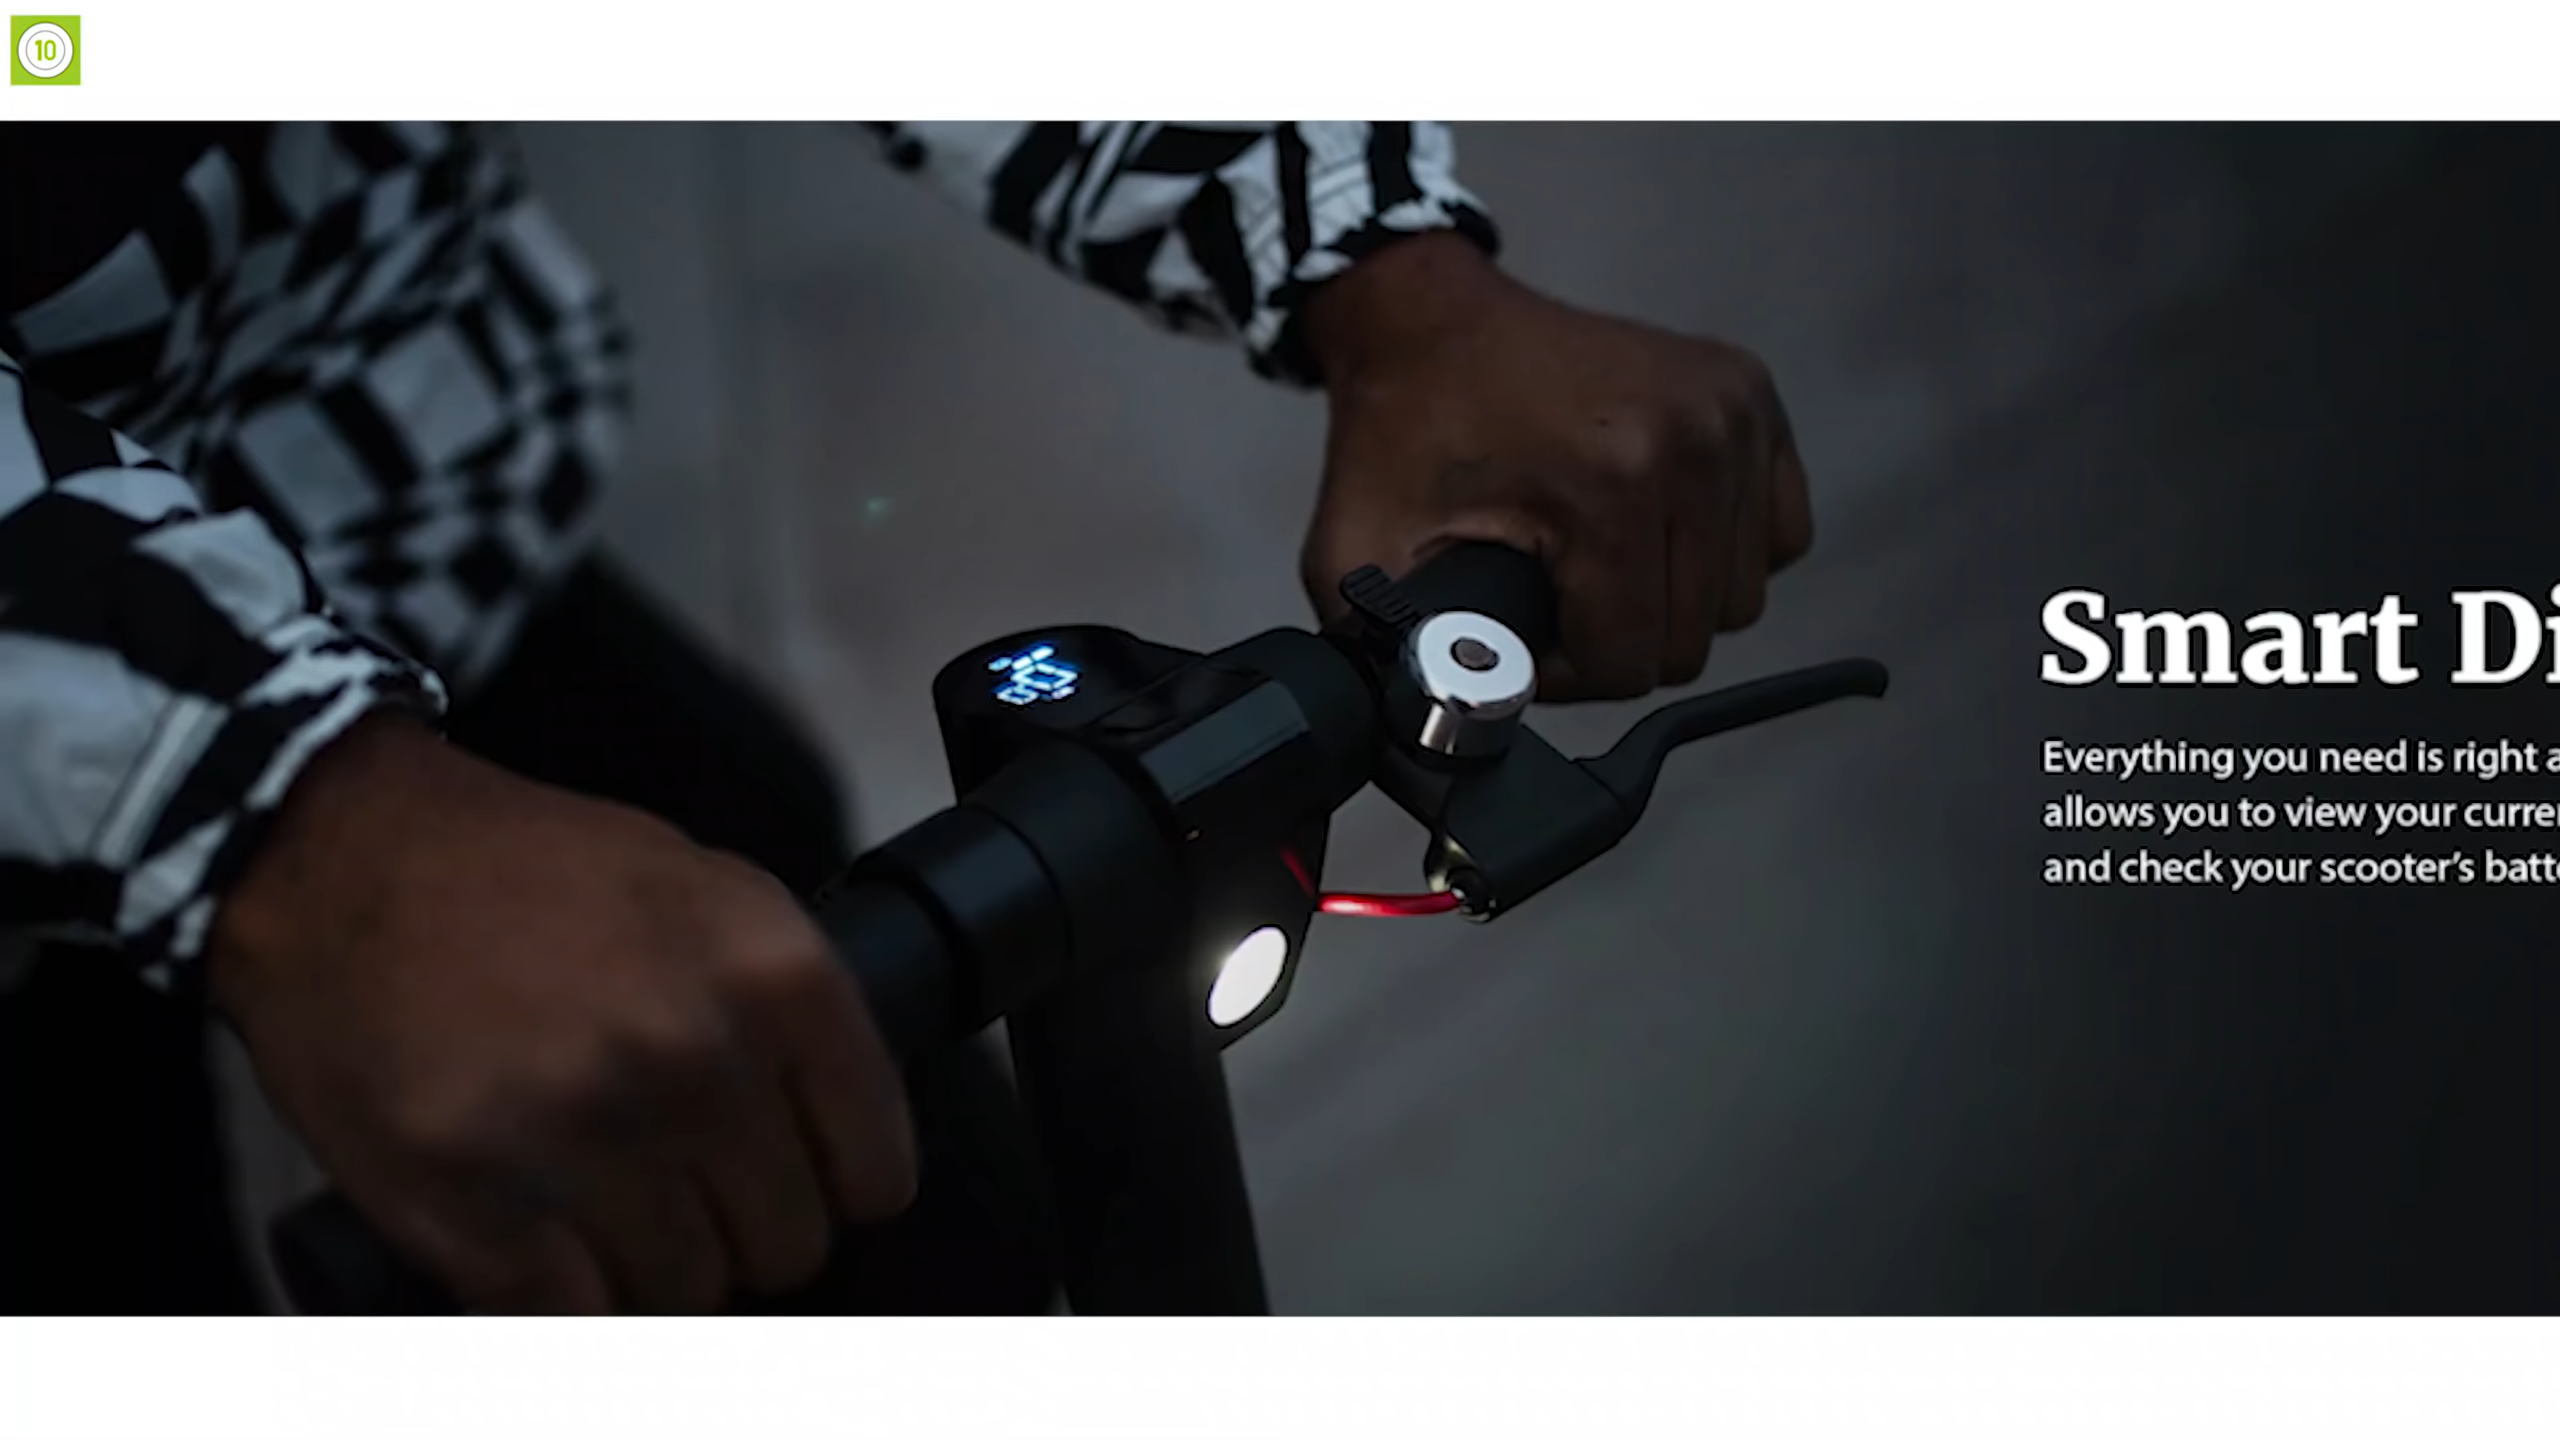 10
Smart Di
Everything you need is right a
allows you to view your curre
and check your scooter's batt